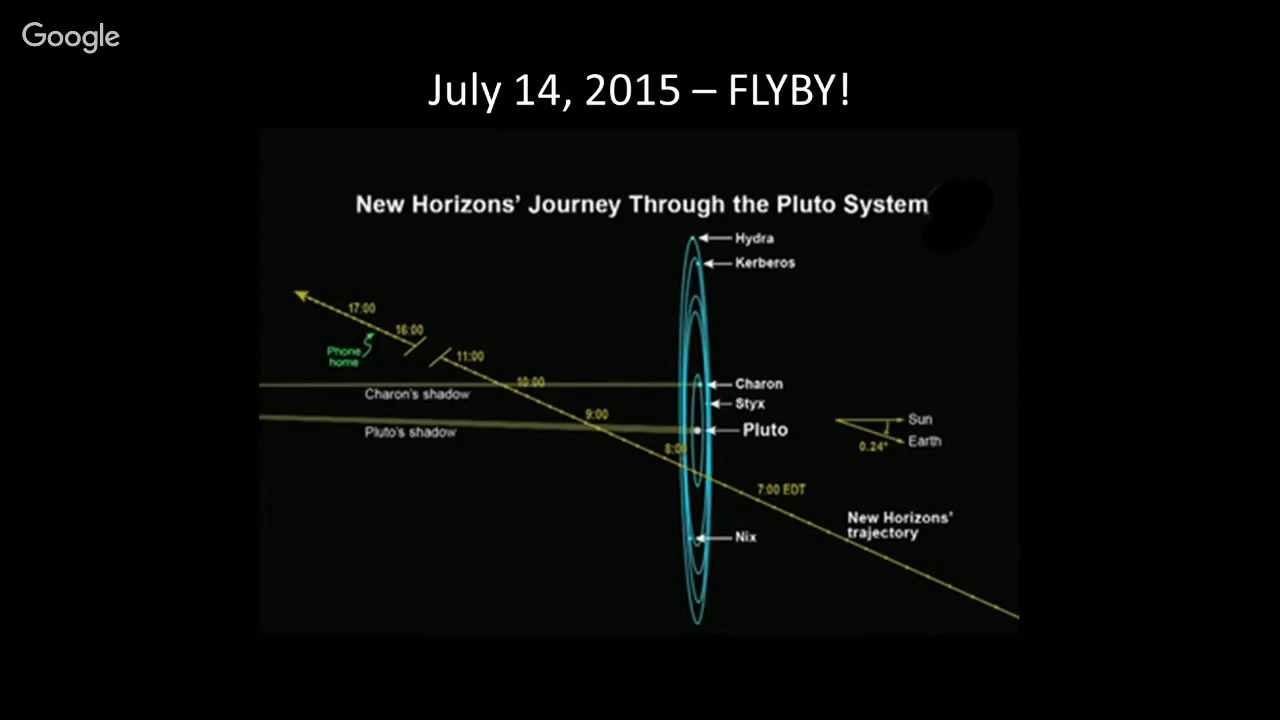 Google
July 14, 2015 – FLYBY!
New Horizons' Journey Through the Pluto System
Hydra
Kerberos
17:00
16:00
Phone
home
11:00
10:00
Charon
Charon's shadow
Styx
9:00
Sun
Pluto
Pluto's shadow
Earth
0.24°
8:00
7:00 EDT
New Horizons'
trajectory
Nix